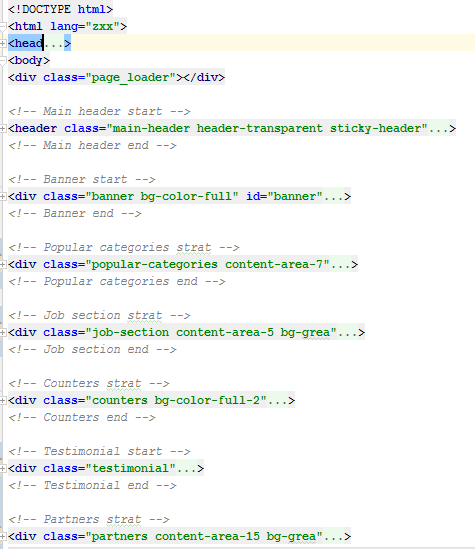 <!DOCTYPE html>
<html lang="zxx">
<head...>
<body>
<div class="page_loader"></div>
<!-- Main header start -->
<header class="main-header header-transparent sticky-header"...>
<!-- Main header end -->
<!-- Banner start -->
<div class="banner bg-color-full" id="banner"...>
<!-- Banner end -->
<!-- Popular categories strat -->
<div class="popular-categories content-area-7"...>
<!-- Popular categories end -->
<!-- Job section strat -->
<div class="job-section content-area-5 bg-grea"...>
<!-- Job section end -->
<!-- Counters strat -->
<div class="counters bg-color-full-2"...>
<!-- Counters end -->
<!-- Testimonial start -->
<div class="testimonial"...>
<!-- Testimonial end -->
<!-- Partners strat -->
<div class="partners content-area-15 bg-grea"...>